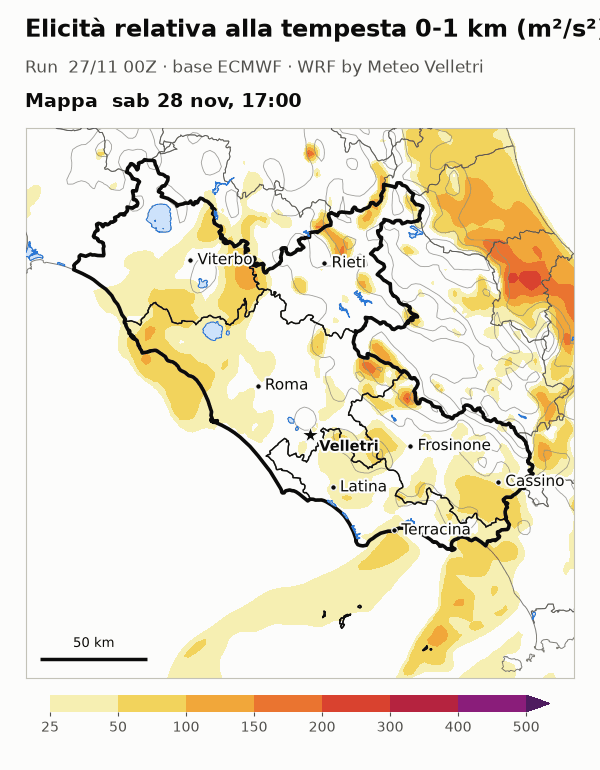 Elicità relativa alla tempesta 0-1 km (m²/s²)
Run 27/11 00Z · base ECMWF · WRF by Meteo Velletri
Mappa sab 28 nov, 17:00
Viterbo
Rieti
Roma
Velletri
Frosinone
Latina
Cassino
Terracina
50 km
25 50 100 150 200 300 400 500